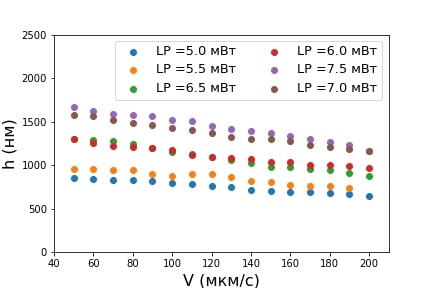 2500
2000
1500
1000
500
0
h (нм)
LP =5.0 мВт
LP =5.5 мВт
LP =6.5 мВт
LP =6.0 мВт
LP =7.5 мВт
LP =7.0 мВт
40 60 80 100 120 140 160 180 200
V (мкм/с)